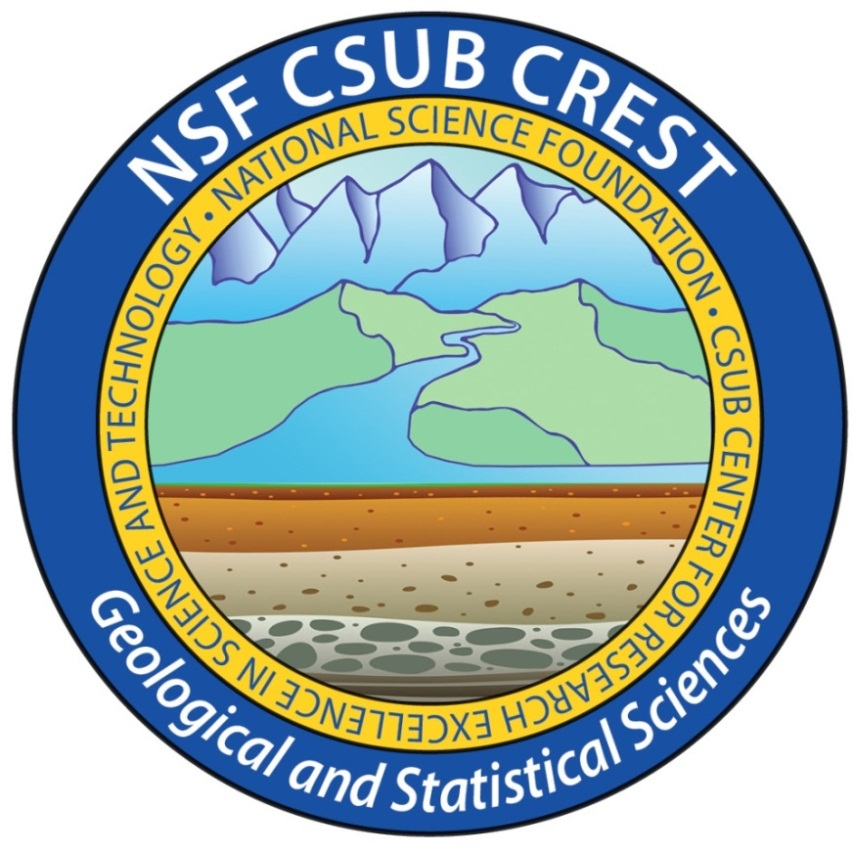 NSF CSUB CREST
NATIONAL SCIENCE FOUNDATION • CSUB CENTER FOR RESEARCH EXCELLENCE IN SCIENCE AND TECHNOLOGY •
Geological and Statistical Sciences